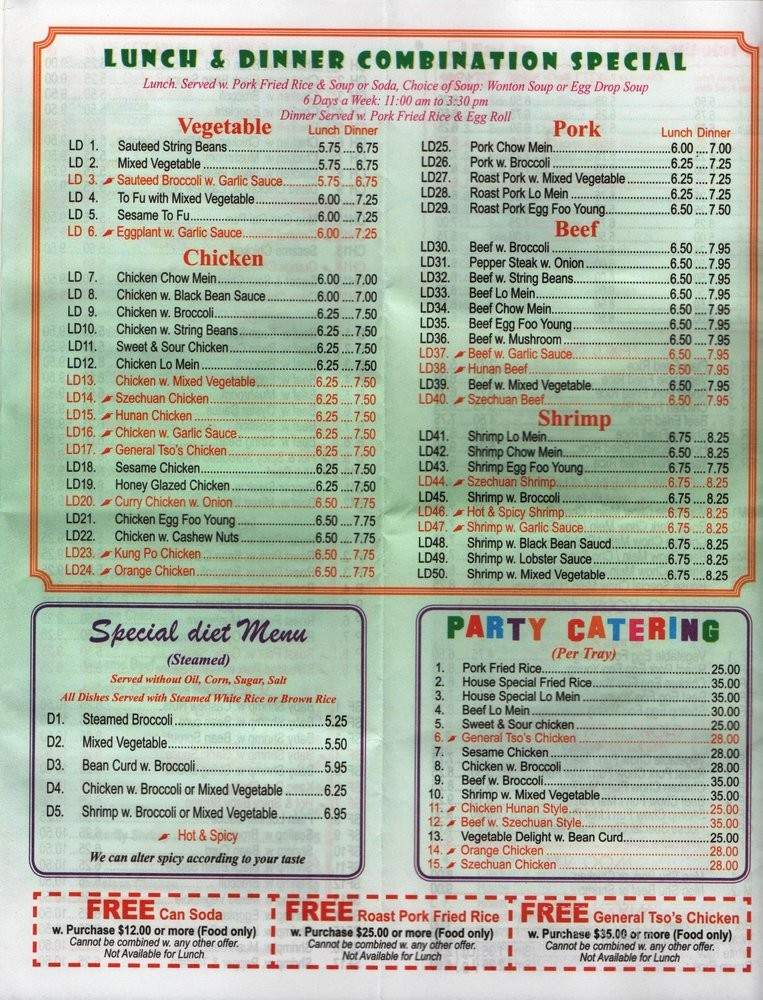 LUNCH & DINNER COMBINATION SPECIAL
Lunch. Served w. Pork Fried Rice & Soup or Soda, Choice of Soup: Wonton Soup or Egg Drop Soup
6 Days a Week: 11:00 am to 3:30 pm
Dinner Served w. Pork Fried Rice & Egg Roll
Vegetable
Lunch Dinner
LD 1. Sauteed String Beans 5.75 6.75
LD 2. Mixed Vegetable 5.75 6.75
LD 3. Sauteed Broccoli w. Garlic Sauce 5.75 6.75
LD 4. To Fu with Mixed Vegetable 6.00 7.25
LD 5. Sesame To Fu 6.00 7.25
LD 6. Eggplant w. Garlic Sauce 6.00 7.25
Chicken
LD 7. Chicken Chow Mein 6.00 7.00
LD 8. Chicken w. Black Bean Sauce 6.00 7.00
LD 9. Chicken w. Broccoli 6.25 7.50
LD10. Chicken w. String Beans 6.25 7.50
LD11. Sweet & Sour Chicken 6.25 7.50
LD12. Chicken Lo Mein 6.25 7.50
LD13. Chicken w. Mixed Vegetable 6.25 7.50
LD14. Szechuan Chicken 6.25 7.50
LD15. Hunan Chicken 6.25 7.50
LD16. Chicken w. Garlic Sauce 6.25 7.50
LD17. General Tso's Chicken 6.25 7.50
LD18. Sesame Chicken 6.25 7.50
LD19. Honey Glazed Chicken 6.25 7.50
LD20. Curry Chicken w. Onion 6.50 7.75
LD21. Chicken Egg Foo Young 6.50 7.75
LD22. Chicken w. Cashew Nuts 6.50 7.75
LD23. Kung Po Chicken 6.50 7.75
LD24. Orange Chicken 6.50 7.75
Pork
Lunch Dinner
LD25. Pork Chow Mein 6.00 7.00
LD26. Pork w. Broccoli 6.25 7.25
LD27. Roast Pork w. Mixed Vegetable 6.25 7.25
LD28. Roast Pork Lo Mein 6.25 7.25
LD29. Roast Pork Egg Foo Young 6.50 7.50
Beef
LD30. Beef w. Broccoli 6.50 7.95
LD31. Pepper Steak w. Onion 6.50 7.95
LD32. Beef w. String Beans 6.50 7.95
LD33. Beef Lo Mein 6.50 7.95
LD34. Beef Chow Mein 6.50 7.95
LD35. Beef Egg Foo Young 6.50 7.95
LD36. Beef w. Mushroom 6.50 7.95
LD37. Beef w. Garlic Sauce 6.50 7.95
LD38. Hunan Beef 6.50 7.95
LD39. Beef w. Mixed Vegetable 6.50 7.95
LD40. Szechuan Beef 6.50 7.95
Shrimp
LD41. Shrimp Lo Mein 6.75 8.25
LD42. Shrimp Chow Mein 6.50 8.25
LD43. Shrimp Egg Foo Young 6.75 7.75
LD44. Szechuan Shrimp 6.75 8.25
LD45. Shrimp w. Broccoli 6.75 8.25
LD46. Hot & Spicy Shrimp 6.75 8.25
LD47. Shrimp w. Garlic Sauce 6.75 8.25
LD48. Shrimp w. Black Bean Saucd 6.75 8.25
LD49. Shrimp w. Lobster Sauce 6.75 8.25
LD50. Shrimp w. Mixed Vegetable 6.75 8.25
Special diet Menu
(Steamed)
Served without Oil, Corn, Sugar, Salt
All Dishes Served with Steamed White Rice or Brown Rice
D1. Steamed Broccoli 5.25
D2. Mixed Vegetable 5.50
D3. Bean Curd w. Broccoli 5.95
D4. Chicken w. Broccoli or Mixed Vegetable 6.25
D5. Shrimp w. Broccoli or Mixed Vegetable 6.95
Hot & Spicy
We can alter spicy according to your taste
PARTY CATERING
(Per Tray)
1. Pork Fried Rice 25.00
2. House Special Fried Rice 35.00
3. House Special Lo Mein 35.00
4. Beef Lo Mein 30.00
5. Sweet & Sour chicken 25.00
6. General Tso's Chicken 28.00
7. Sesame Chicken 28.00
8. Chicken w. Broccoli 28.00
9. Beef w. Broccoli 35.00
10. Shrimp w. Mixed Vegetable 35.00
11. Chicken Hunan Style 25.00
12. Beef w. Szechuan Style 35.00
13. Vegetable Delight w. Bean Curd 25.00
14. Orange Chicken 28.00
15. Szechuan Chicken 28.00
FREE Can Soda
w. Purchase $12.00 or more (Food only)
Cannot be combined w. any other offer.
Not Available for Lunch
FREE Roast Pork Fried Rice
w. Purchase $25.00 or more (Food only)
Cannot be combined w. any other offer.
Not Available for Lunch
FREE General Tso's Chicken
w. Purchase $35.00 or more (Food only)
Cannot be combined w. any other offer.
Not Available for Lunch